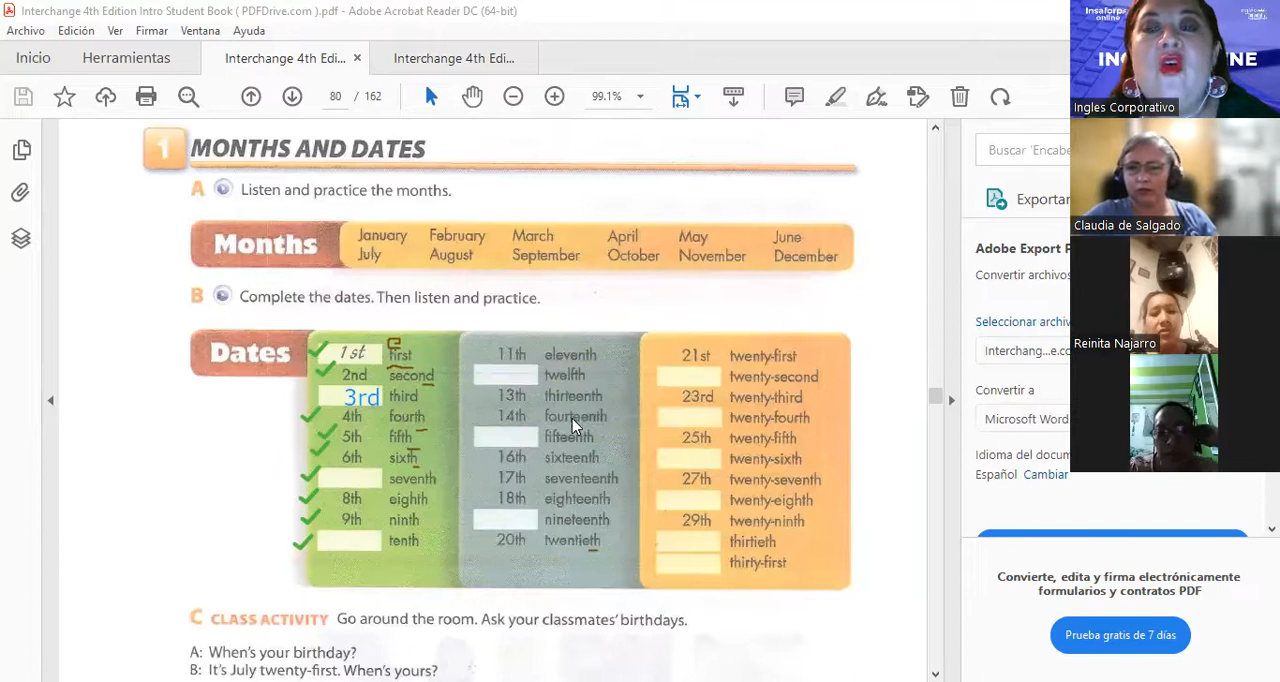 Interchange 4th Edition Intro Student Book ( PDFDrive.com ).pdf - Adobe Acrobat Reader DC (64-bit)
Archivo Edición Ver Firmar Ventana Ayuda
Inicio Herramientas Interchange 4th Edi... × Interchange 4th Edi...
80 / 162 99.1%
1 MONTHS AND DATES
A Listen and practice the months.
Months
January February March April May June
July August September October November December
B Complete the dates. Then listen and practice.
Dates
1st first
2nd second
3rd third
4th fourth
5th fifth
6th sixth
seventh
8th eighth
9th ninth
tenth
11th eleventh
twelfth
13th thirteenth
14th fourteenth
fifteenth
16th sixteenth
17th seventeenth
18th eighteenth
nineteenth
20th twentieth
21st twenty-first
twenty-second
23rd twenty-third
twenty-fourth
25th twenty-fifth
twenty-sixth
27th twenty-seventh
twenty-eighth
29th twenty-ninth
thirtieth
thirty-first
C CLASS ACTIVITY Go around the room. Ask your classmates' birthdays.
A: When's your birthday?
B: It's July twenty-first. When's yours?
Buscar 'Encabe
Exportar
Adobe Export P
Convertir archivos
Seleccionar archiv
Interchang...e.co
Convertir a
Microsoft Word
Idioma del docum
Español Cambiar
Convierte, edita y firma electrónicamente
formularios y contratos PDF
Prueba gratis de 7 días
Insaforp
online
Ingles Corporativo
Claudia de Salgado
Reinita Najarro